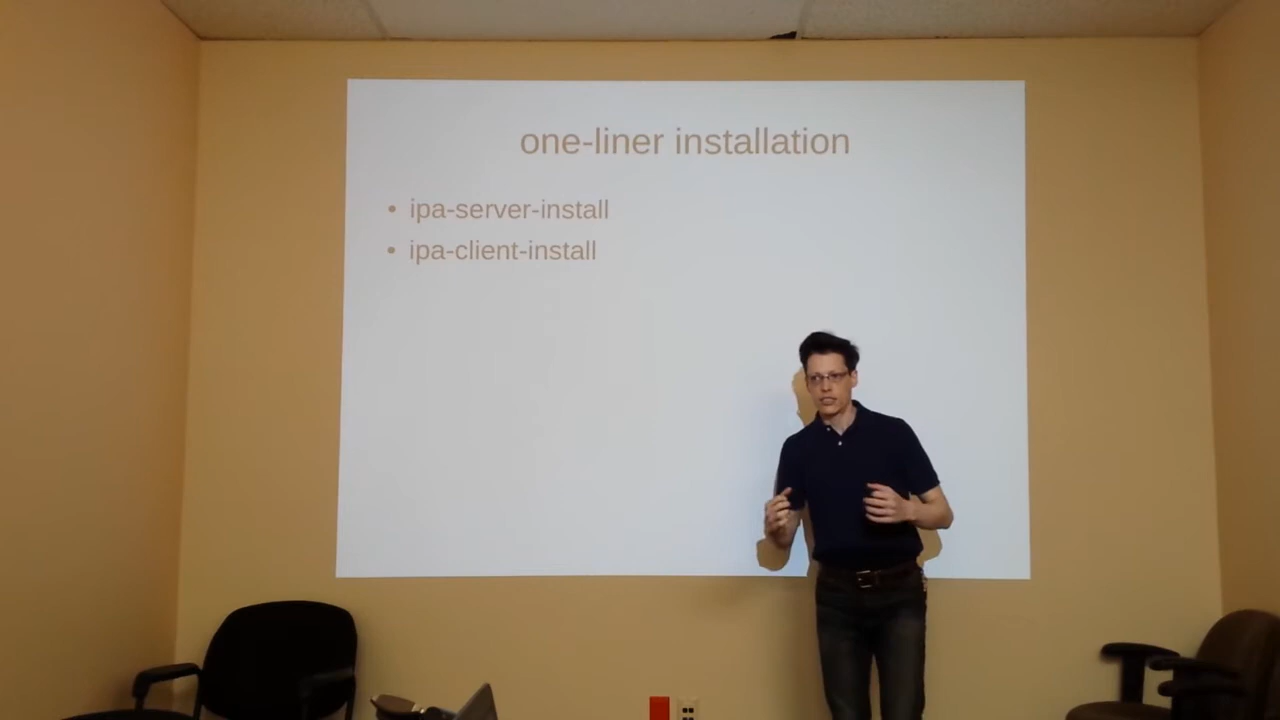 one-liner installation
• ipa-server-install
• ipa-client-install